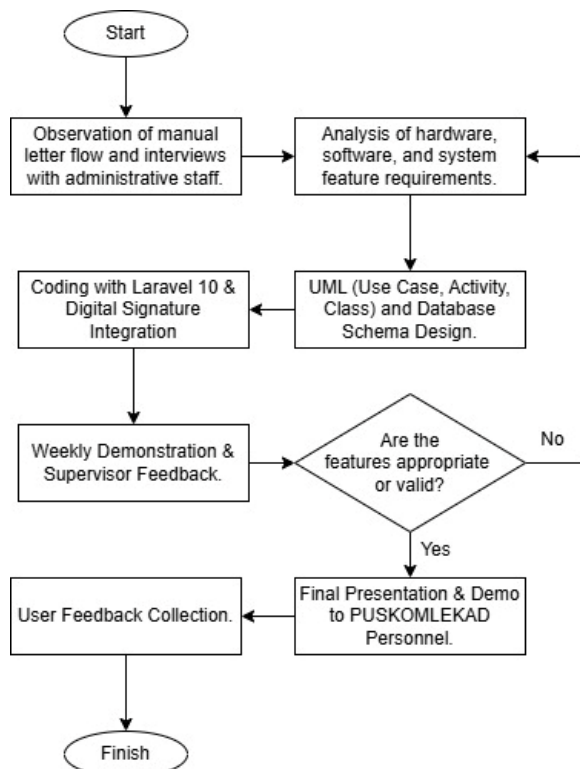 Start
Observation of manual
letter flow and interviews
with administrative staff.
Analysis of hardware,
software, and system
feature requirements.
Coding with Laravel 10 &
Digital Signature
Integration
UML (Use Case, Activity,
Class) and Database
Schema Design.
Weekly Demonstration &
Supervisor Feedback.
Are the
features appropriate
or valid?
No
Yes
User Feedback Collection.
Final Presentation & Demo
to PUSKOMLEKAD
Personnel.
Finish